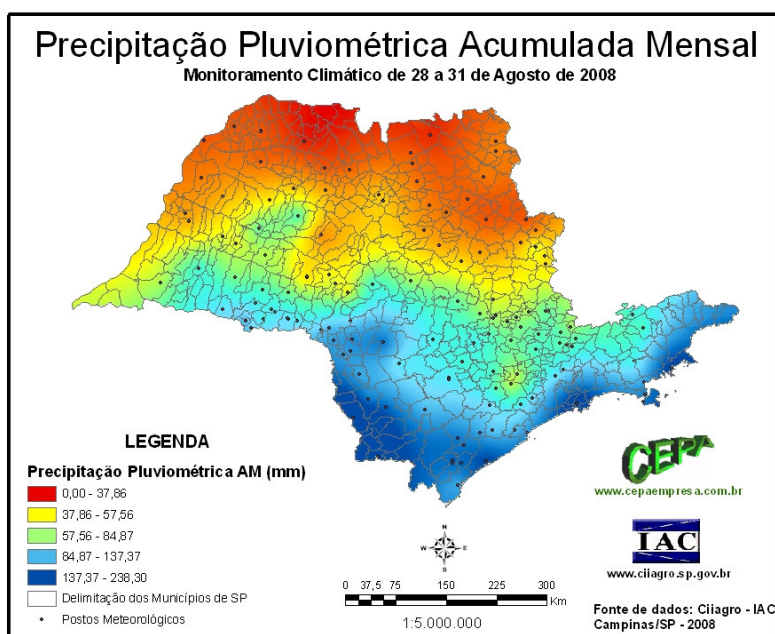 Precipitação Pluviométrica Acumulada Mensal
Monitoramento Climático de 28 a 31 de Agosto de 2008
LEGENDA
Precipitação Pluviométrica AM (mm)
0,00 - 37,86
37,86 - 57,56
57,56 - 84,87
84,87 - 137,37
137,37 - 238,30
Delimitação dos Municípios de SP
Postos Meteorológicos
N
W E
S
0 37,5 75 150 225 300
Km
1:5.000.000
CEPA
www.cepaempresa.com.br
IAC
www.ciiagro.sp.gov.br
Fonte de dados: Ciiagro - IAC
Campinas/SP - 2008